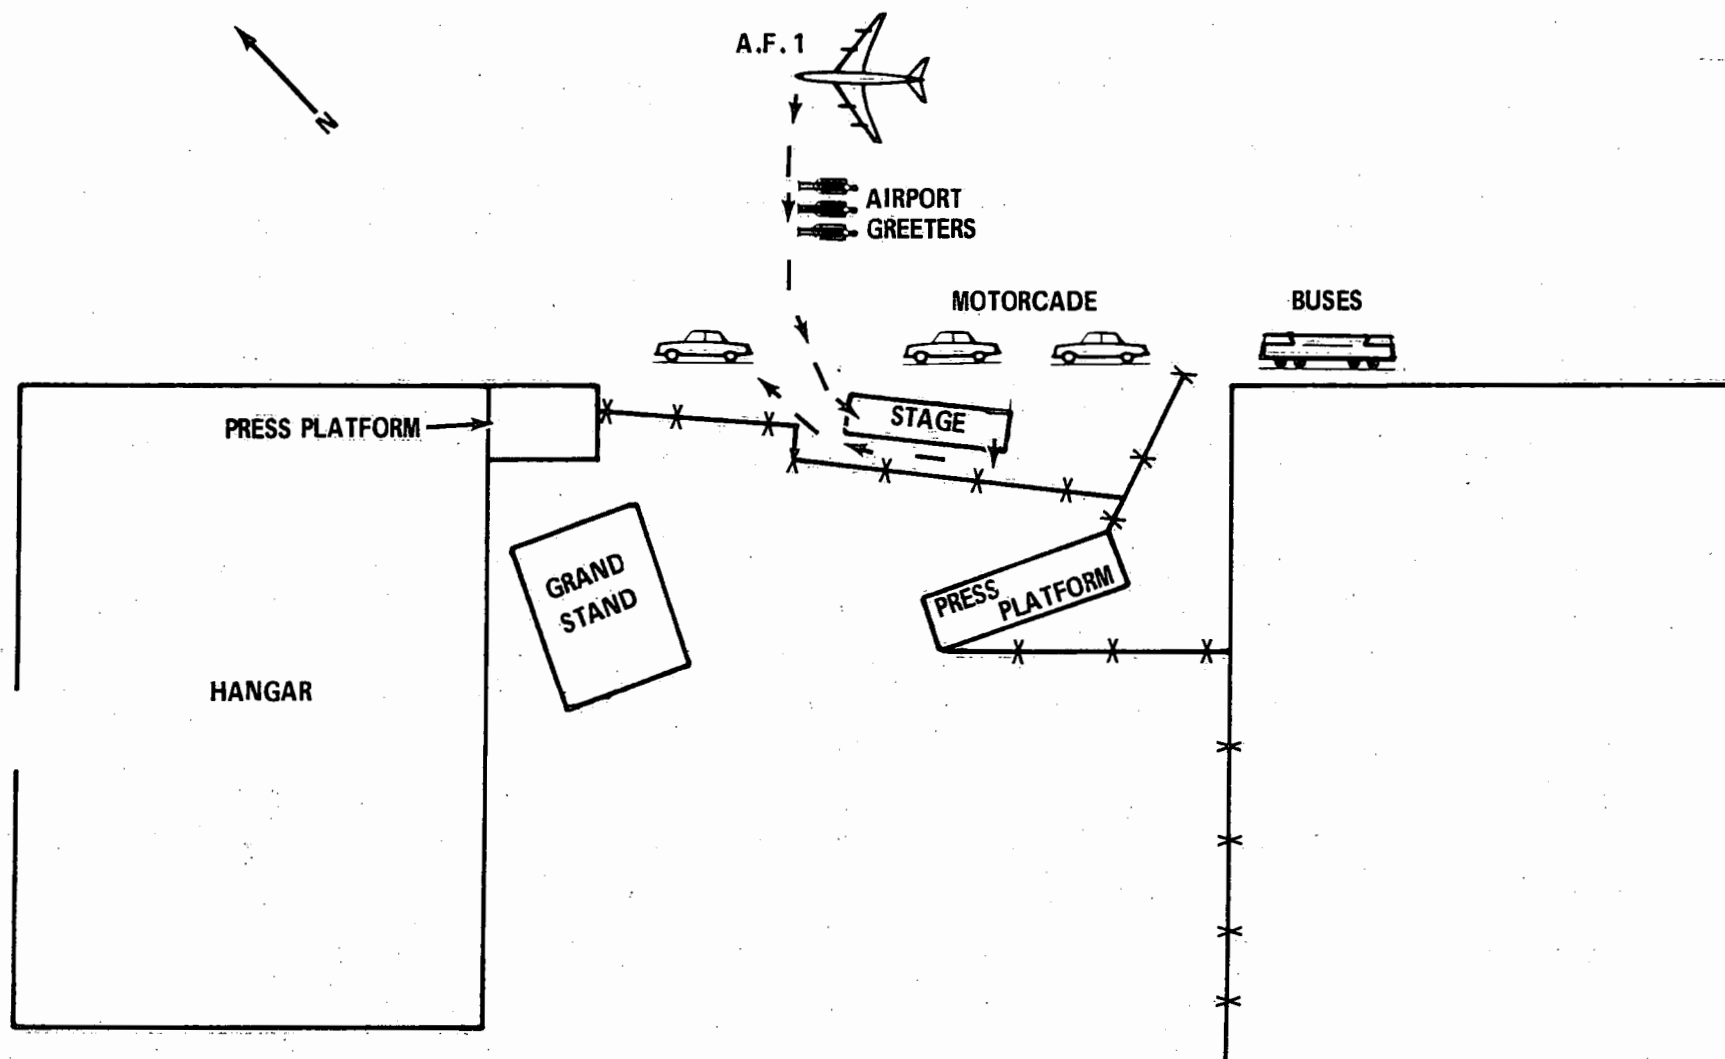 A.F. 1
N
AIRPORT
GREETERS
MOTORCADE
BUSES
STAGE
PRESS PLATFORM
GRAND
STAND
PRESS
PLATFORM
HANGAR